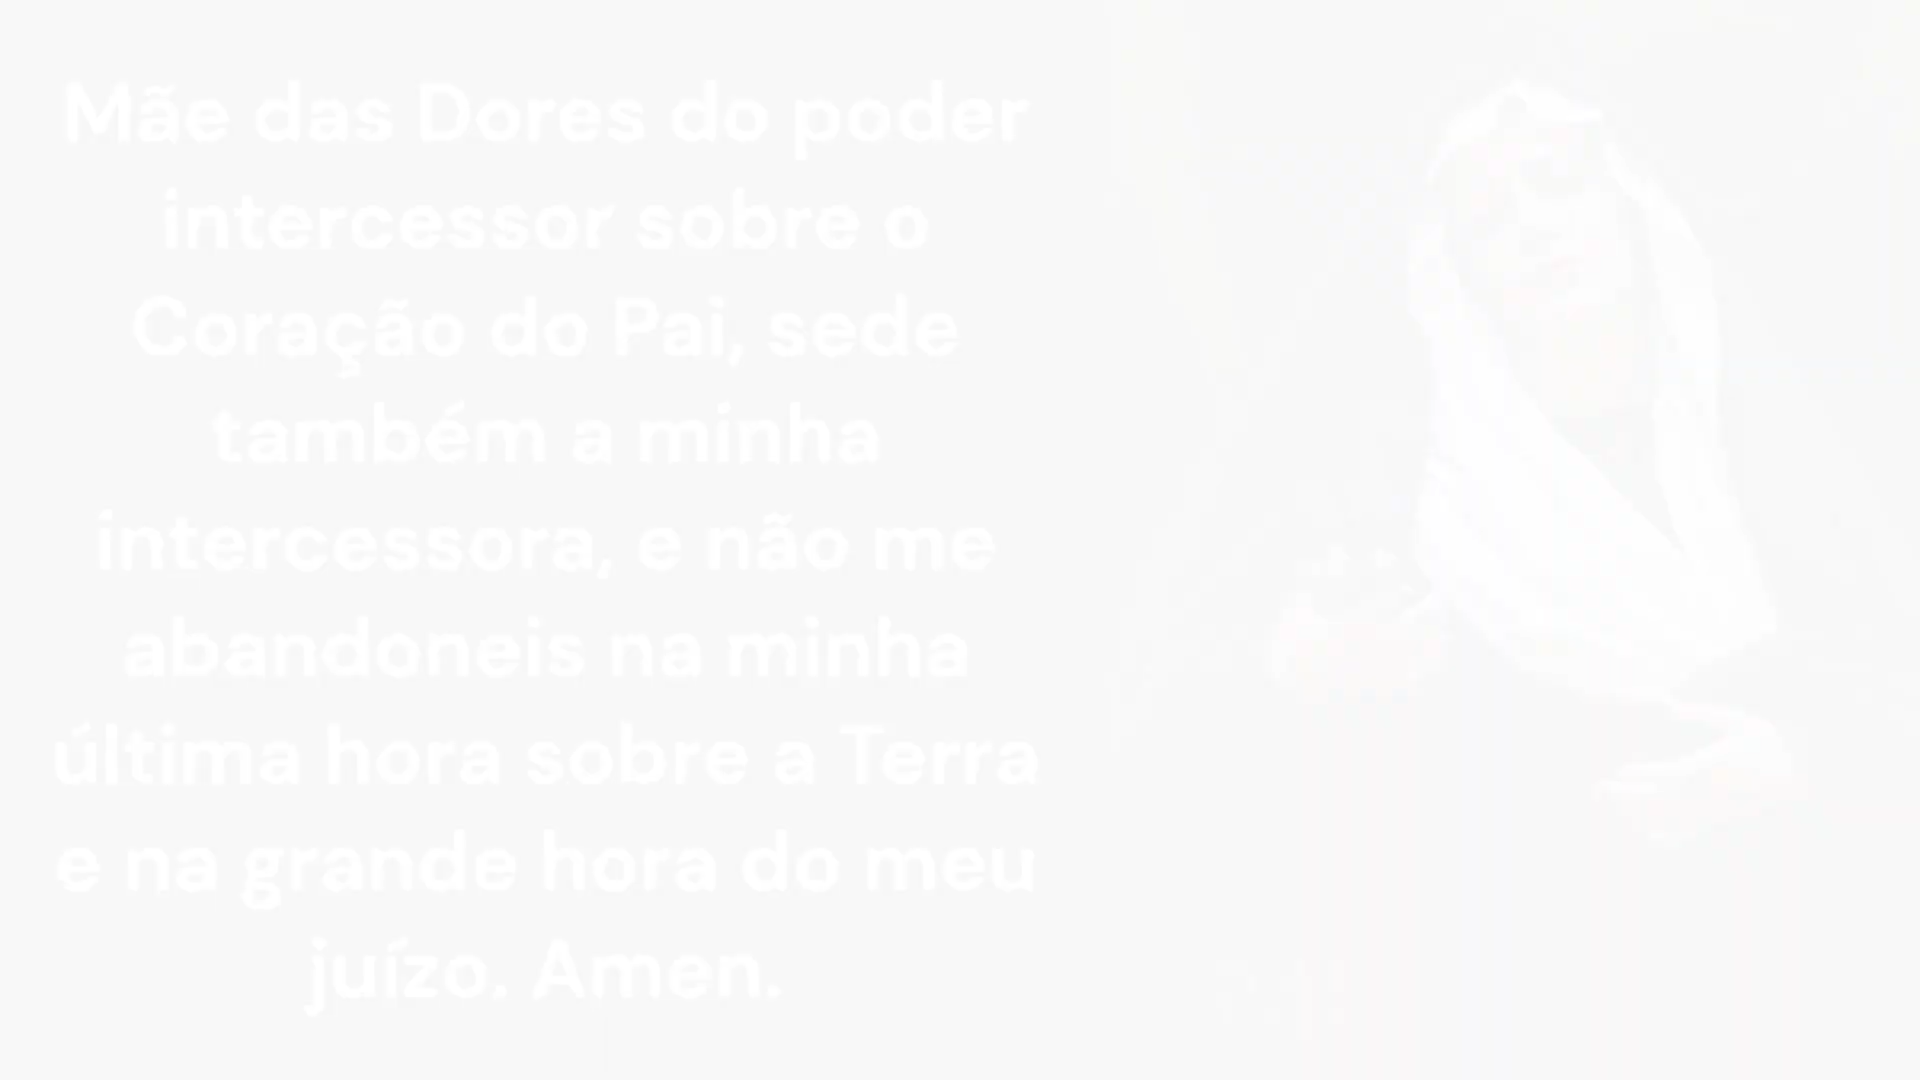 Mãe das Dores do poder
intercessor sobre o
Coração do Pai, sede
também a minha
intercessora, e não me
abandoneis na minha
última hora sobre a Terra
e na grande hora do meu
juízo. Amen.